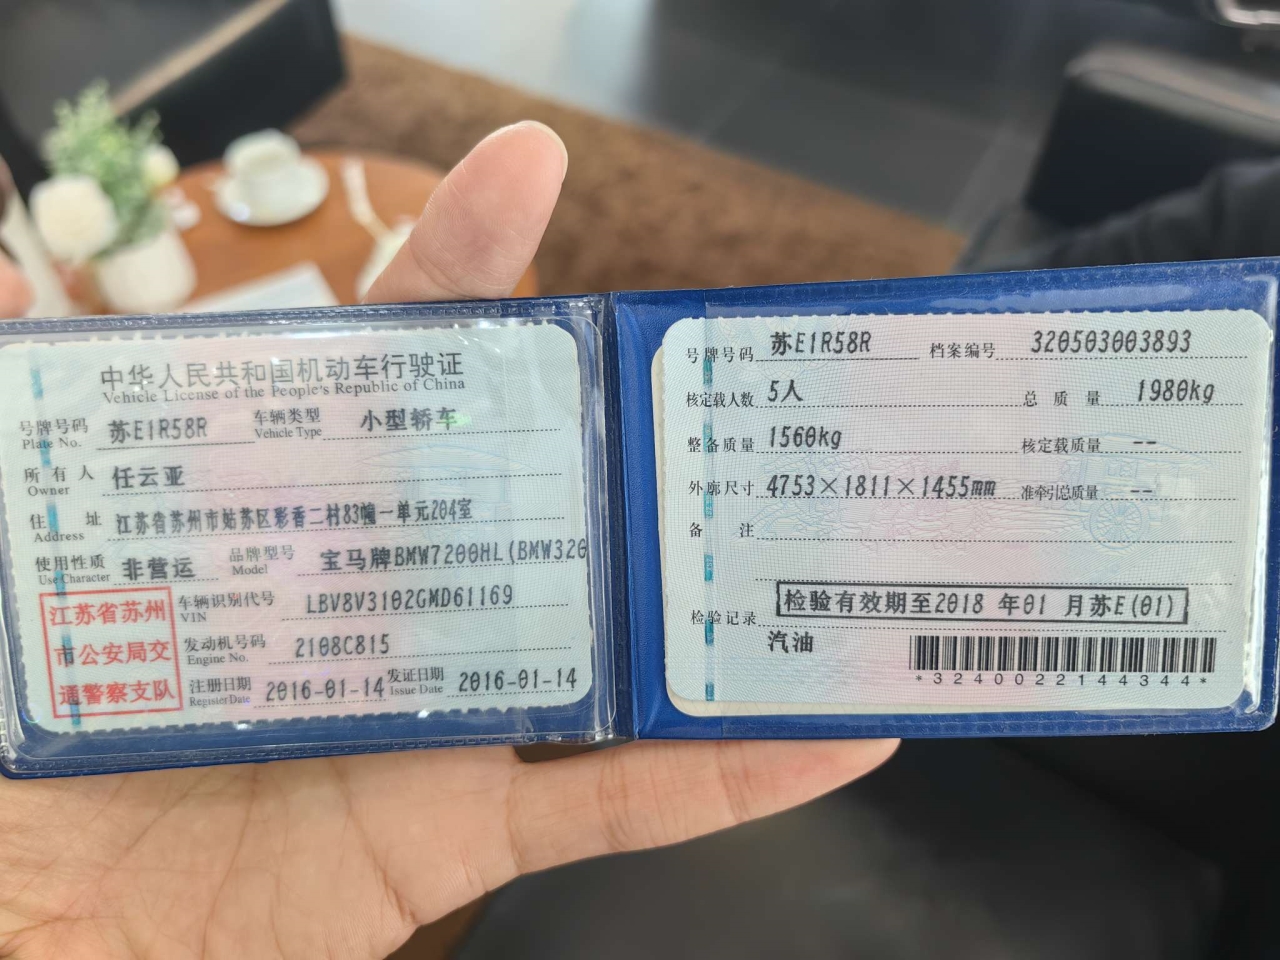 中华人民共和国机动车行驶证
Vehicle License of the People's Republic of China
号牌号码 苏E1R58R 车辆类型 小型轿车
Plate No. Vehicle Type
所有人 任云亚
Owner
住址 江苏省苏州市姑苏区彩香二村83幢一单元204室
Address
使用性质 非营运 品牌型号 宝马牌BMW7200HL(BMW320
Use Character Model
江苏省苏州
市公安局交
通警察支队
车辆识别代号 LBV8V3102GMD61169
VIN
发动机号码 2108C815
Engine No.
注册日期 2016-01-14 发证日期 2016-01-14
Register Date Issue Date
号牌号码 苏E1R58R 档案编号 320503003893
核定载人数 5人 总质量 1980kg
整备质量 1560kg 核定载质量 --
外廓尺寸 4753×1811×1455mm 准牵引总质量 --
备注
检验记录 检验有效期至2018 年01 月苏E(01)
汽油
*3240022144344*